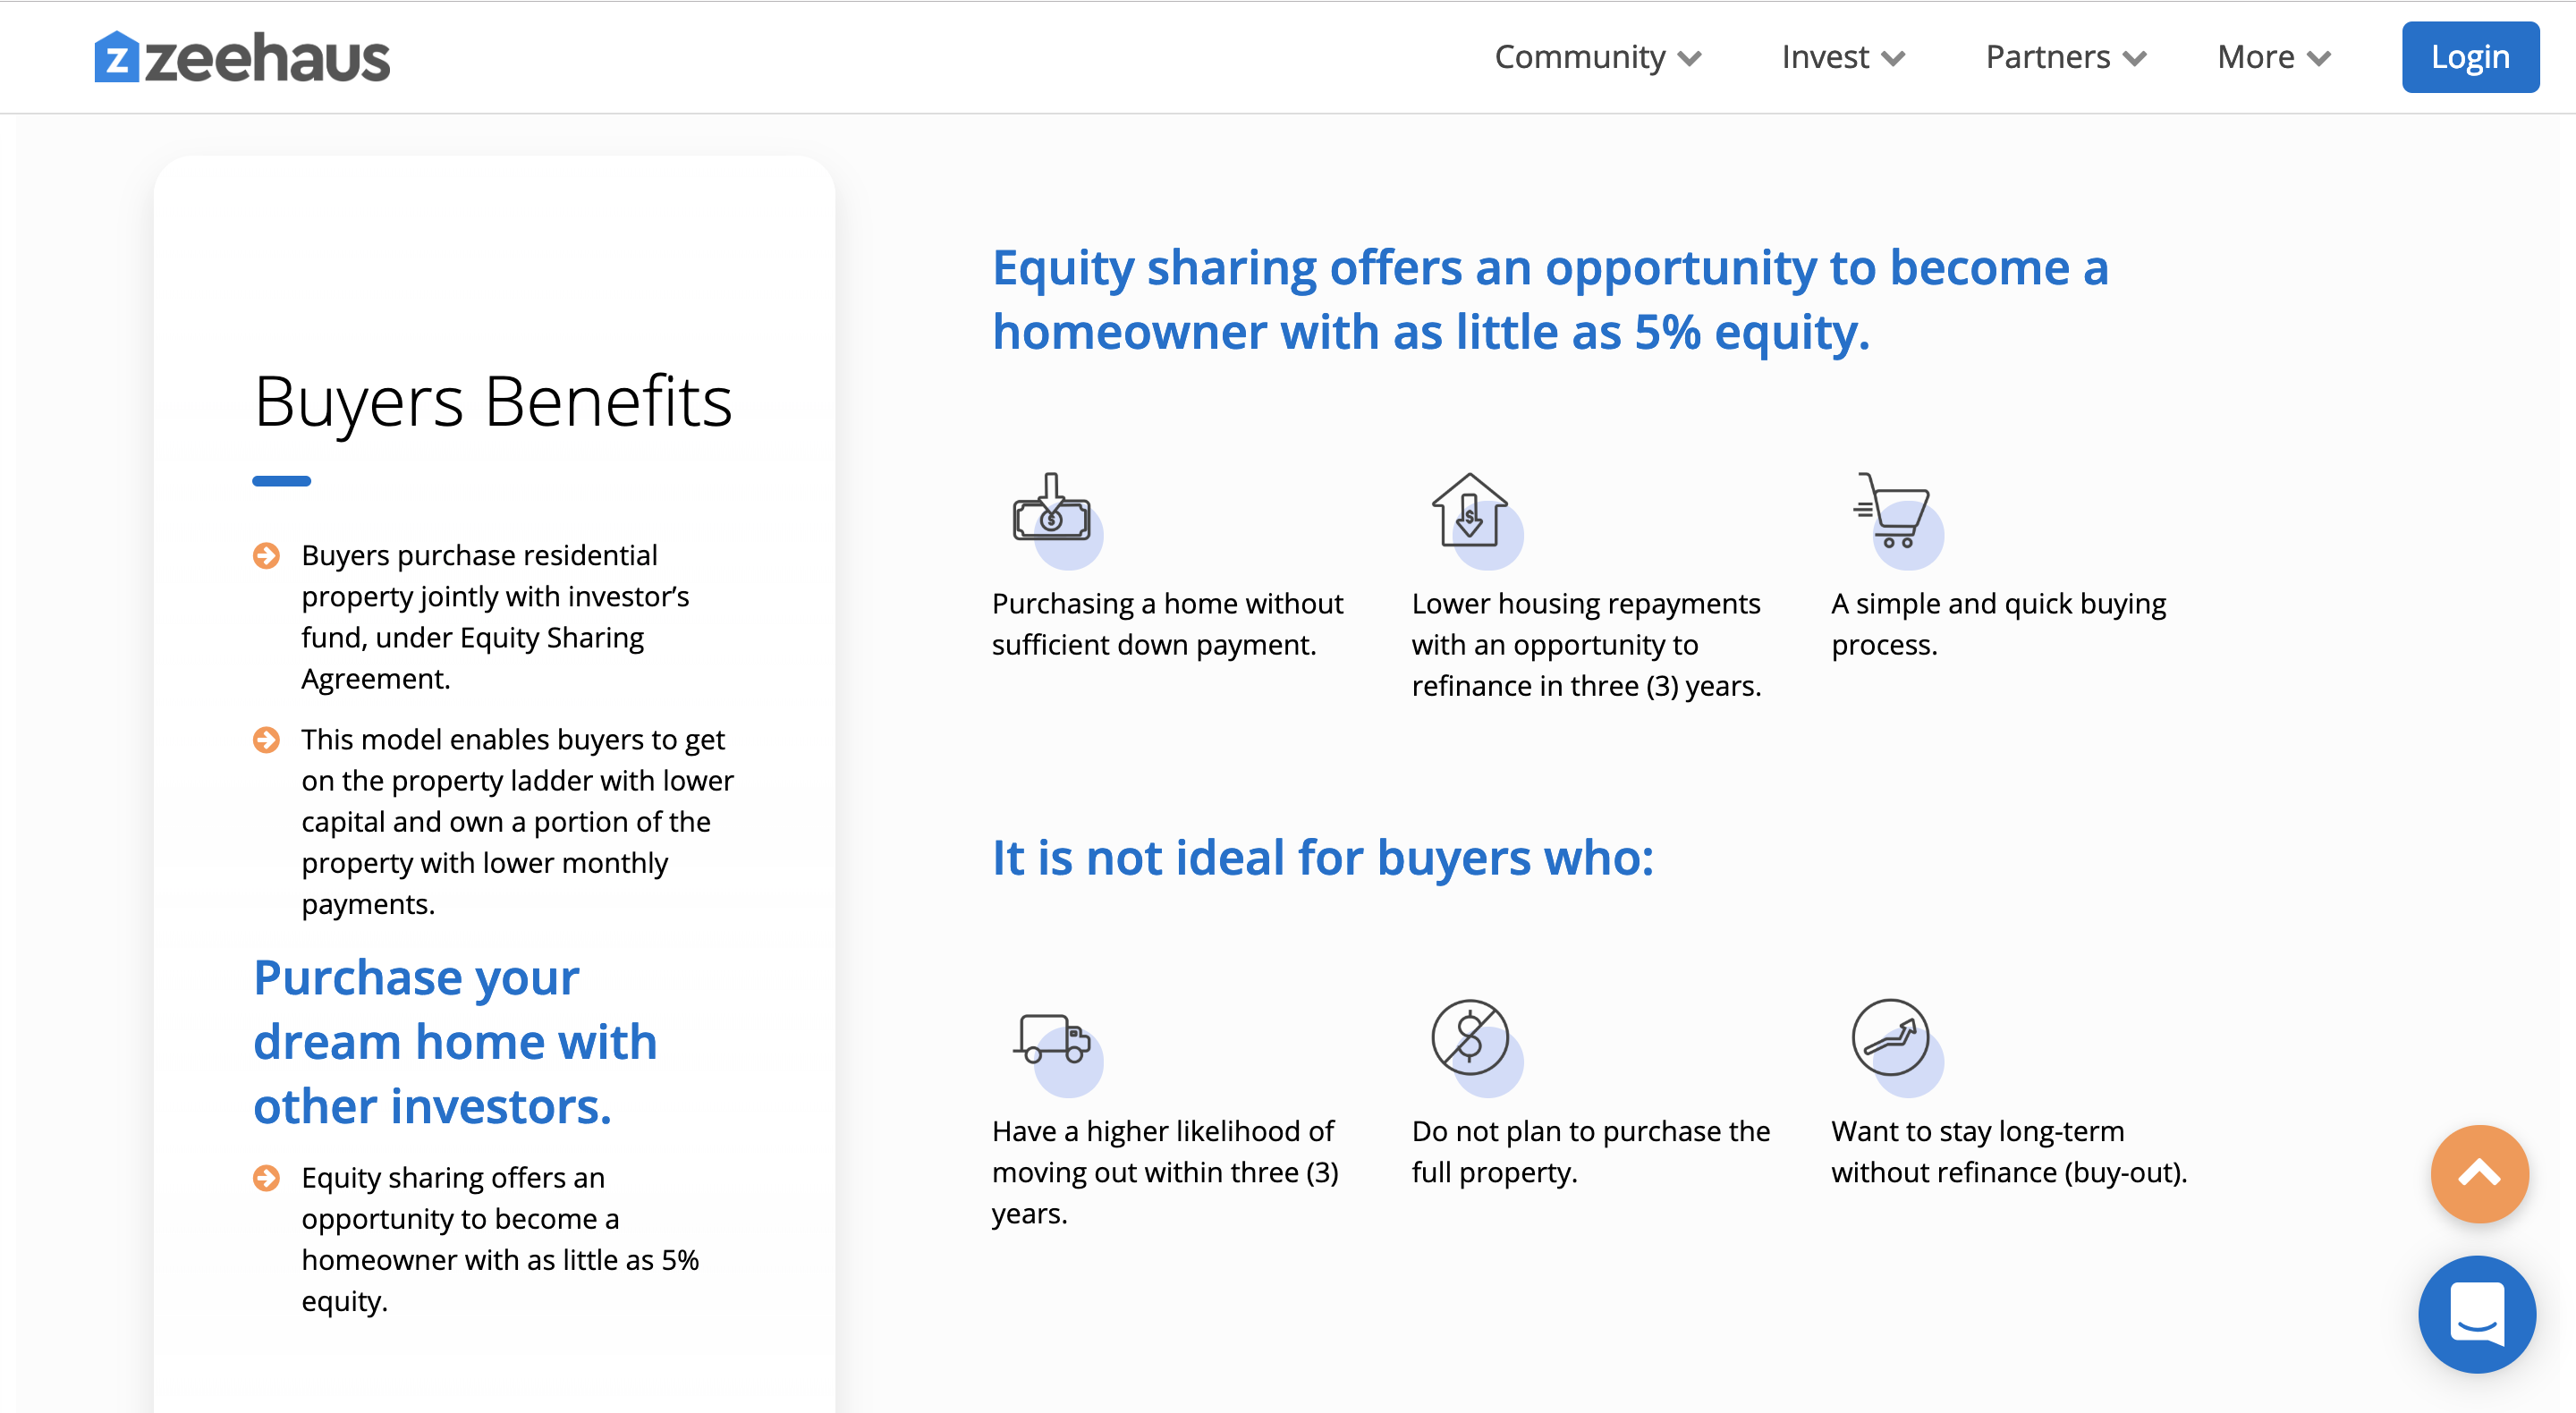 zeehaus
Community
Invest
Partners
More
Login
Buyers Benefits
Buyers purchase residential
property jointly with investor’s
fund, under Equity Sharing
Agreement.
This model enables buyers to get
on the property ladder with lower
capital and own a portion of the
property with lower monthly
payments.
Purchase your
dream home with
other investors.
Equity sharing offers an
opportunity to become a
homeowner with as little as 5%
equity.
Equity sharing offers an opportunity to become a
homeowner with as little as 5% equity.
Purchasing a home without
sufficient down payment.
Lower housing repayments
with an opportunity to
refinance in three (3) years.
A simple and quick buying
process.
It is not ideal for buyers who:
Have a higher likelihood of
moving out within three (3)
years.
Do not plan to purchase the
full property.
Want to stay long-term
without refinance (buy-out).